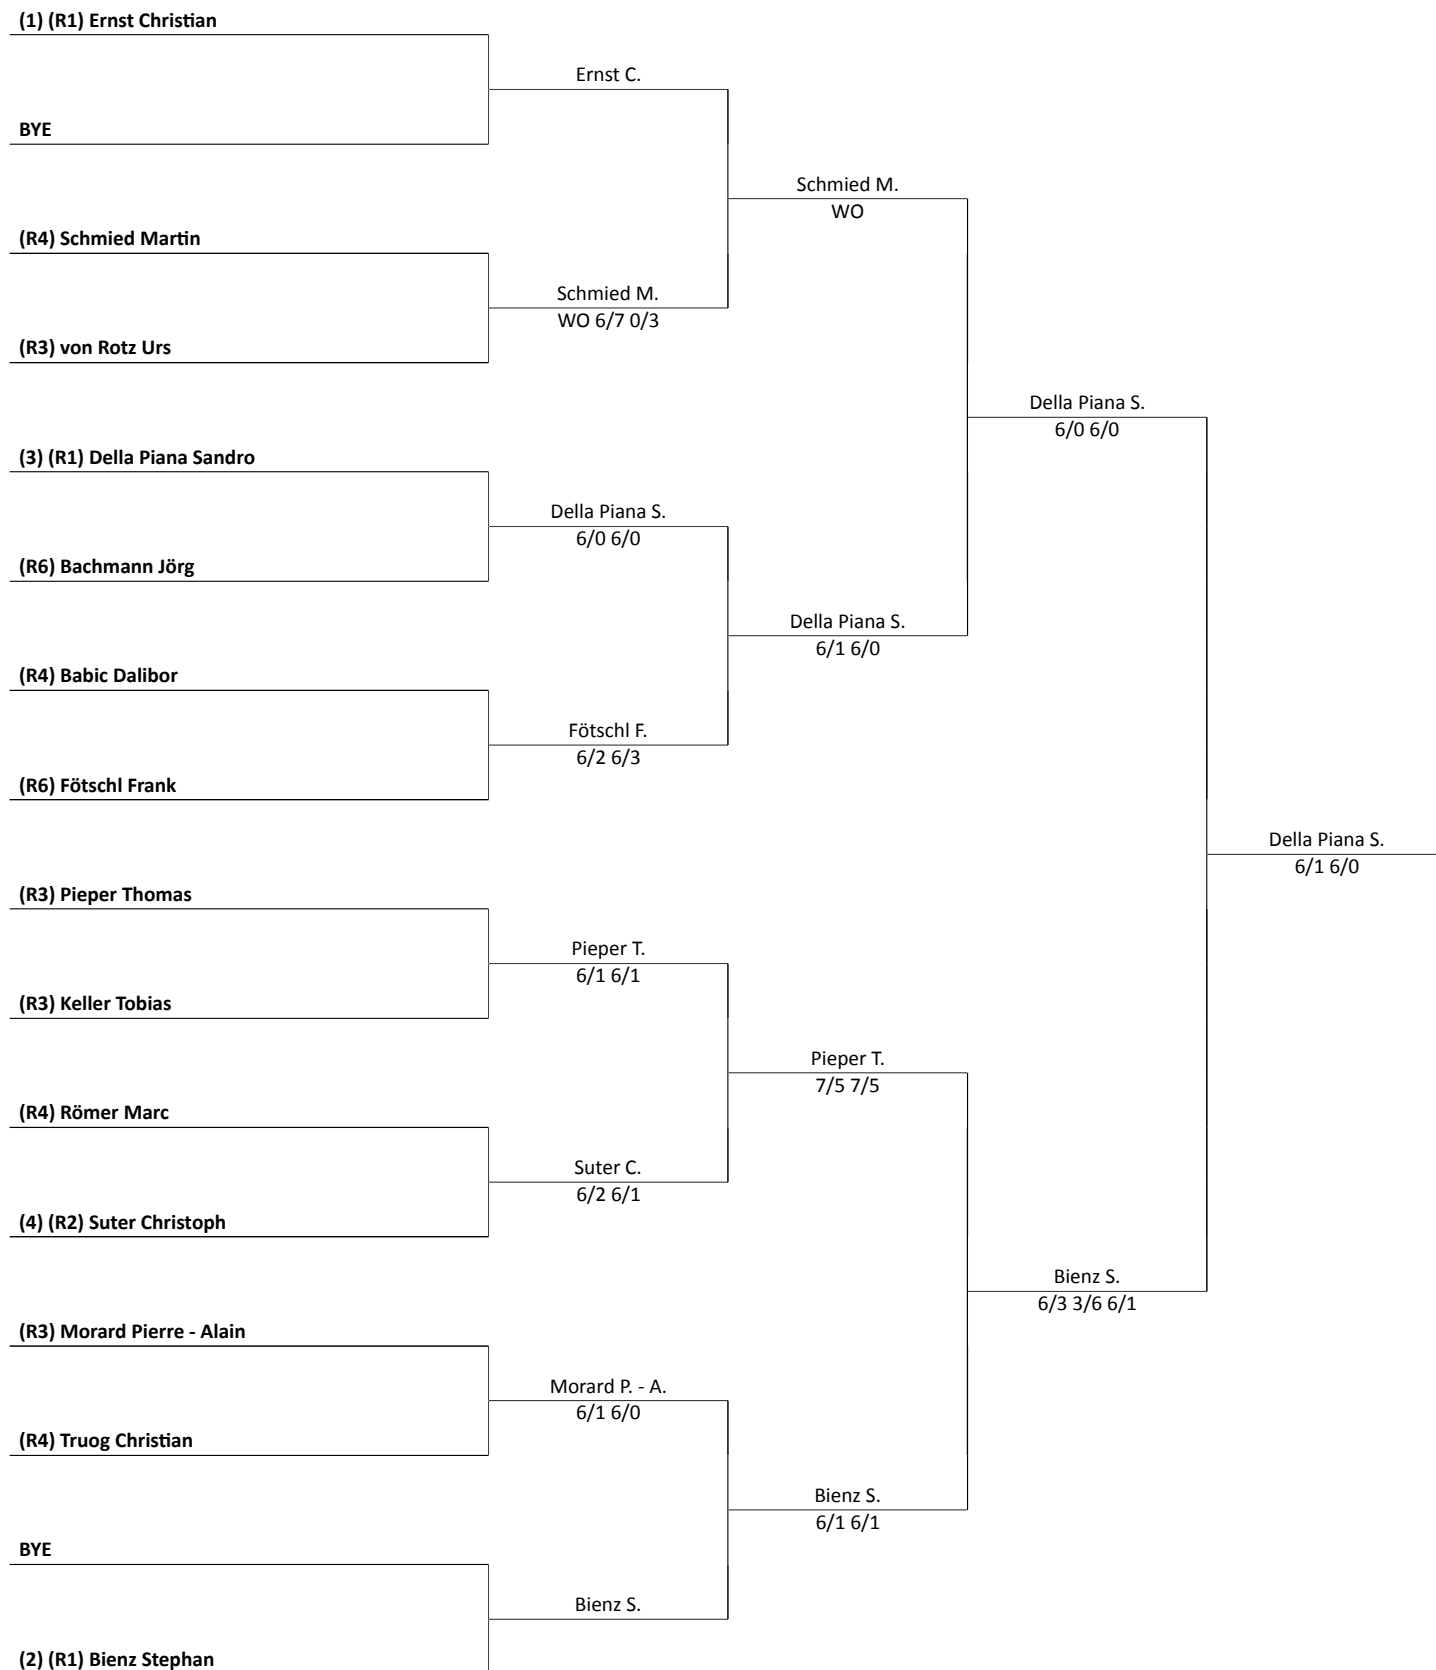 (1) (R1) Ernst Christian
Ernst C.
BYE
Schmied M.
WO
(R4) Schmied Martin
Schmied M.
WO 6/7 0/3
(R3) von Rotz Urs
Della Piana S.
6/0 6/0
(3) (R1) Della Piana Sandro
Della Piana S.
6/0 6/0
(R6) Bachmann Jörg
Della Piana S.
6/1 6/0
(R4) Babic Dalibor
Fötschl F.
6/2 6/3
(R6) Fötschl Frank
Della Piana S.
6/1 6/0
(R3) Pieper Thomas
Pieper T.
6/1 6/1
(R3) Keller Tobias
Pieper T.
7/5 7/5
(R4) Römer Marc
Suter C.
6/2 6/1
(4) (R2) Suter Christoph
Bienz S.
6/3 3/6 6/1
(R3) Morard Pierre - Alain
Morard P. - A.
6/1 6/0
(R4) Truog Christian
Bienz S.
6/1 6/1
BYE
Bienz S.
(2) (R1) Bienz Stephan